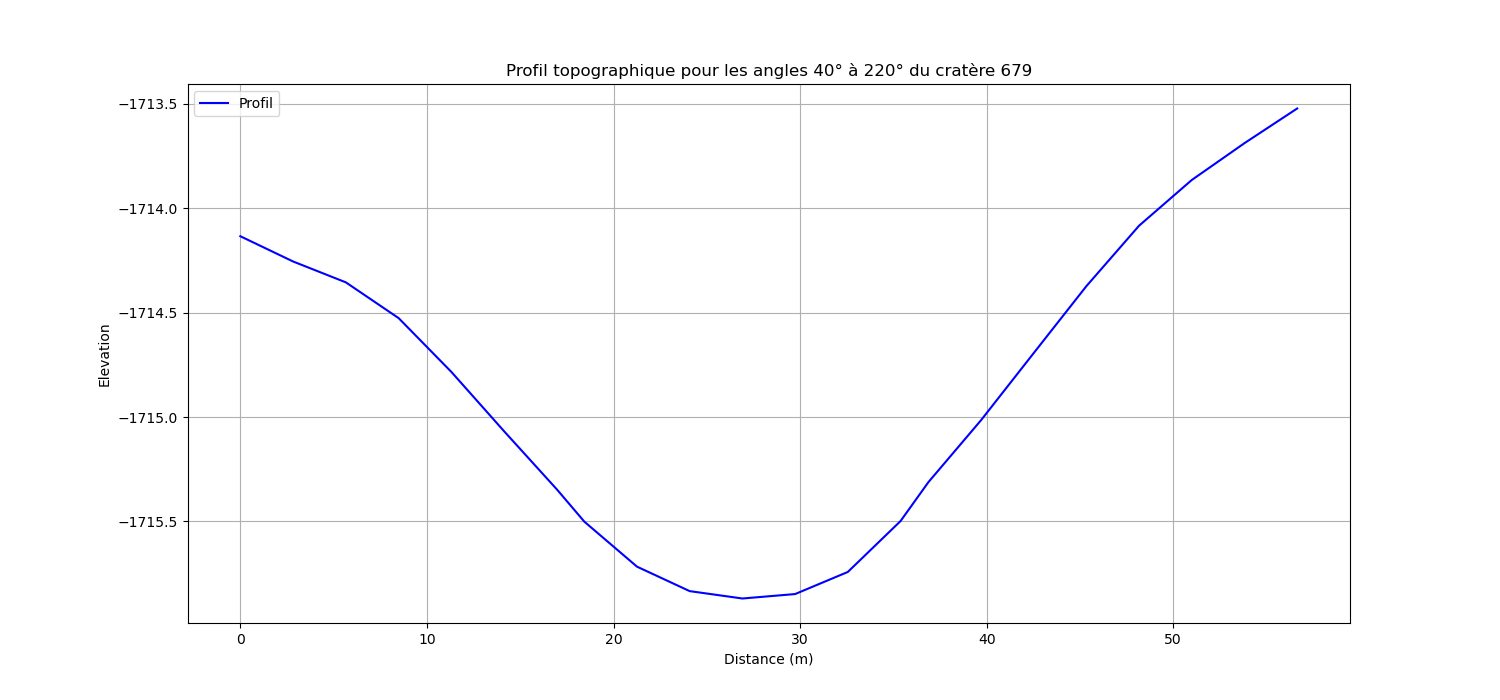 Profil topographique pour les angles 40° à 220° du cratère 679
Profil
−1713.5
−1714.0
−1714.5
−1715.0
−1715.5
Elevation
0 10 20 30 40 50
Distance (m)